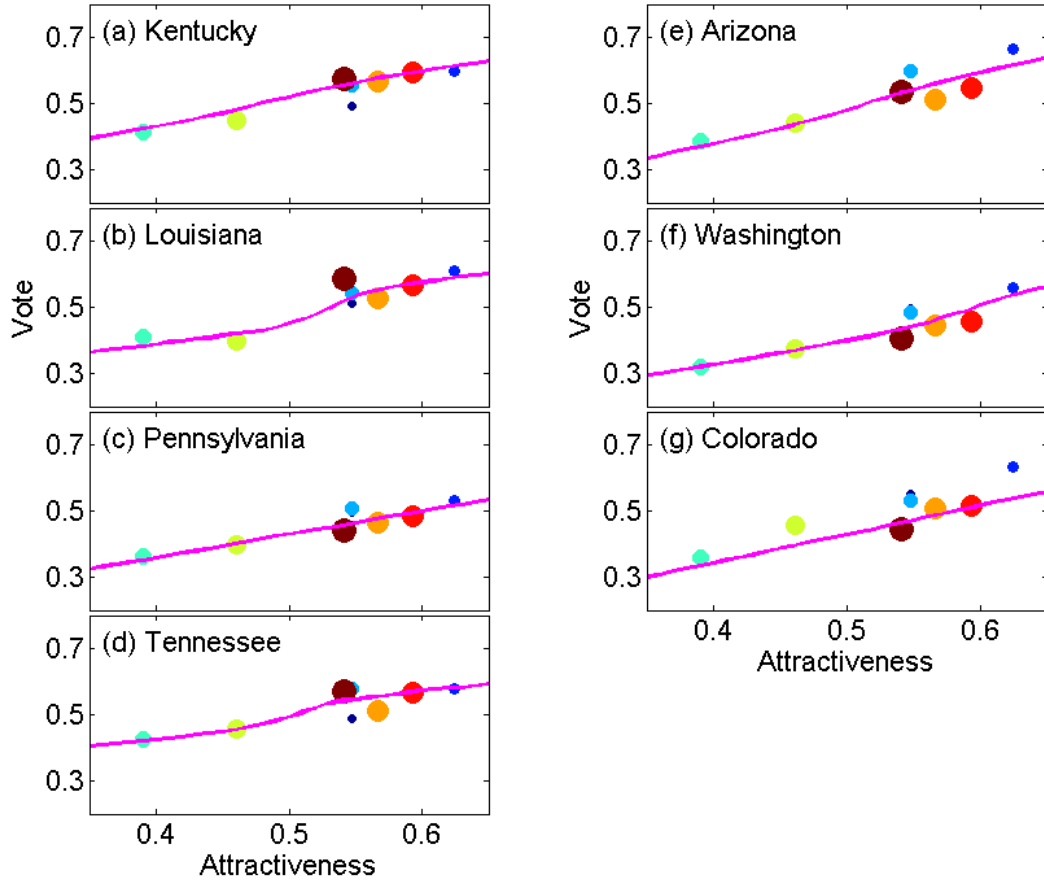 (a) Kentucky
0.7
0.5
0.3
(b) Louisiana
0.7
0.5
0.3
Vote
(c) Pennsylvania
0.7
0.5
0.3
(d) Tennessee
0.7
0.5
0.3
0.4 0.5 0.6
Attractiveness
(e) Arizona
0.7
0.5
0.3
(f) Washington
0.7
0.5
0.3
Vote
(g) Colorado
0.7
0.5
0.3
0.4 0.5 0.6
Attractiveness